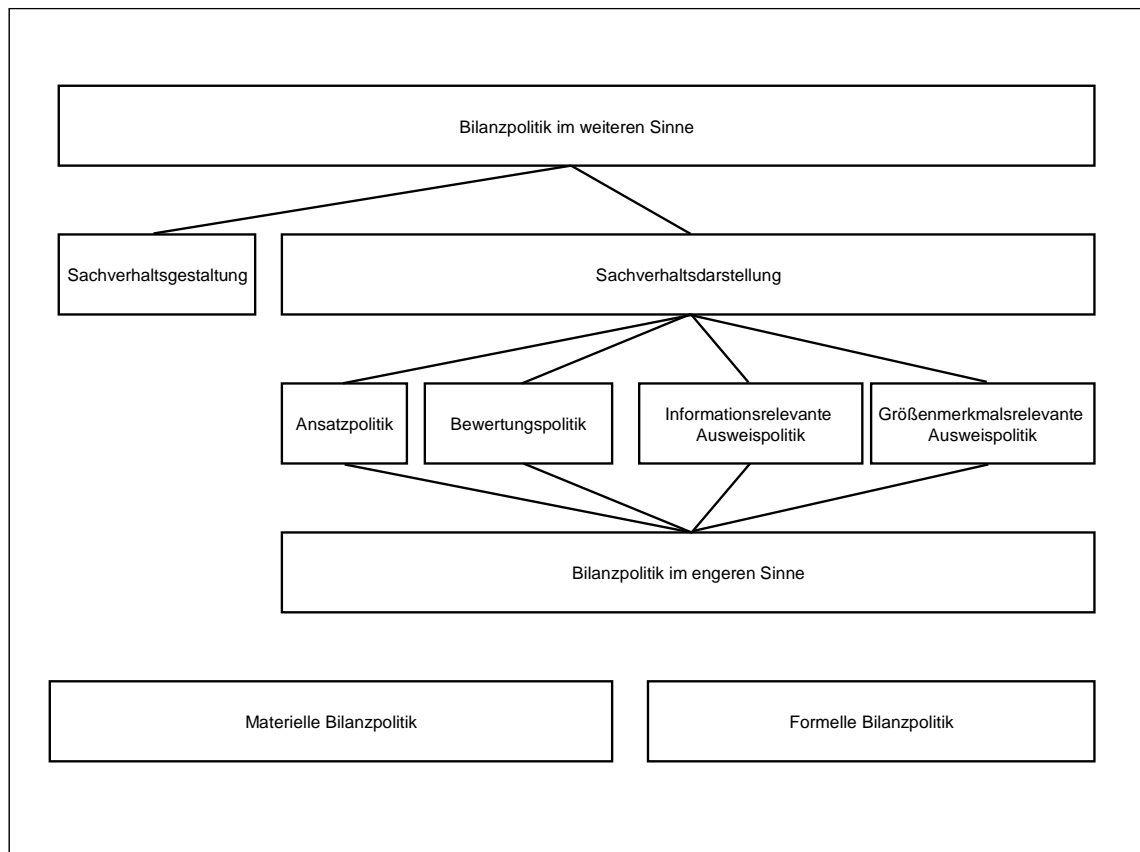 Bilanzpolitik im weiteren Sinne
Sachverhaltsgestaltung
Sachverhaltsdarstellung
Ansatzpolitik
Bewertungspolitik
Informationsrelevante
Ausweispolitik
Größenmerkmalsrelevante
Ausweispolitik
Bilanzpolitik im engeren Sinne
Materielle Bilanzpolitik
Formelle Bilanzpolitik